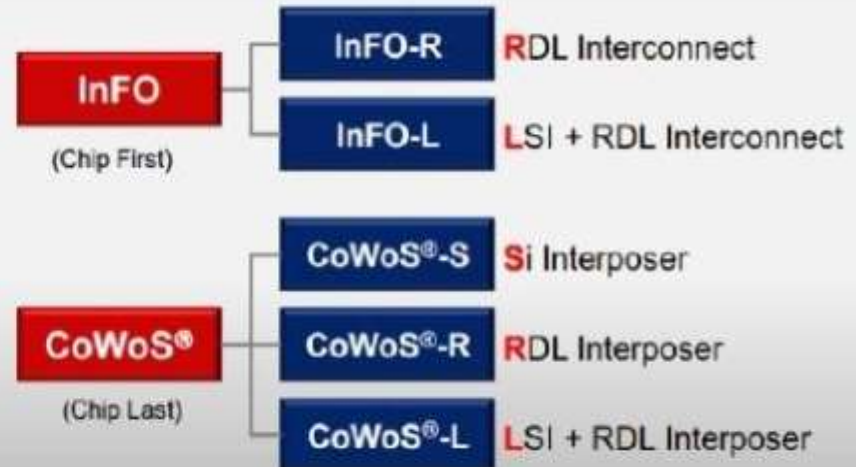 InFO-R RDL Interconnect
InFO
InFO-L LSI + RDL Interconnect
(Chip First)
CoWoS®-S Si Interposer
CoWoS® CoWoS®-R RDL Interposer
(Chip Last)
CoWoS®-L LSI + RDL Interposer